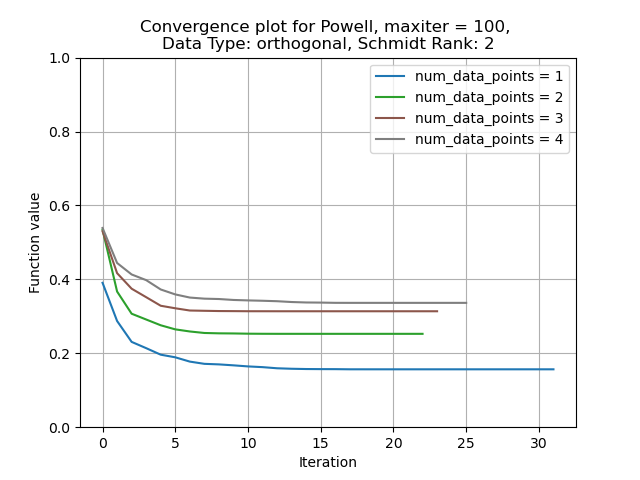 Convergence plot for Powell, maxiter = 100,
Data Type: orthogonal, Schmidt Rank: 2
num_data_points = 1
num_data_points = 2
num_data_points = 3
num_data_points = 4
Function value
1.0
0.8
0.6
0.4
0.2
0.0
0 5 10 15 20 25 30
Iteration